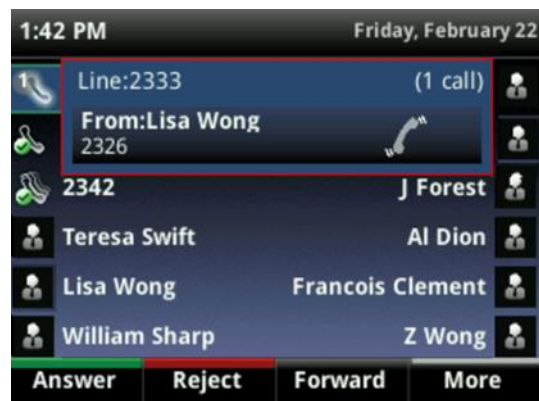 1:42 PM Friday, February 22
1
Line:2333 (1 call)
From:Lisa Wong
2326
2342 J Forest
Teresa Swift Al Dion
Lisa Wong Francois Clement
William Sharp Z Wong
Answer Reject Forward More